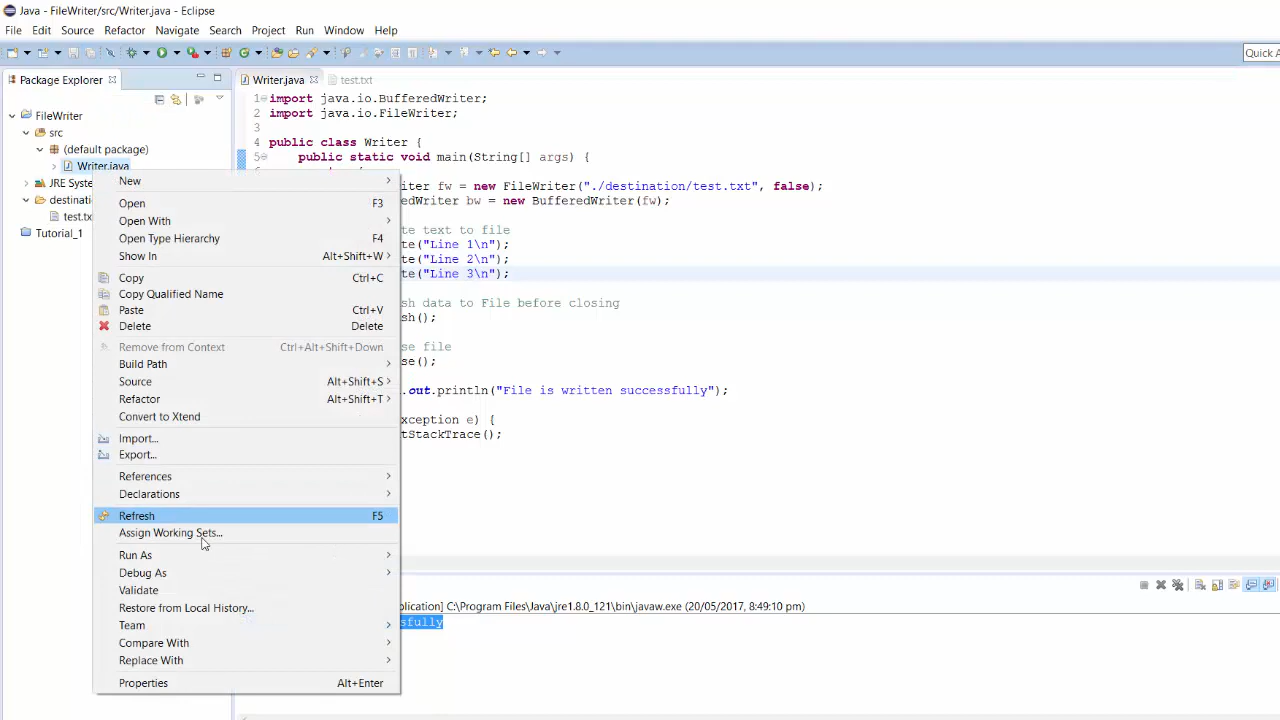 Java - FileWriter/src/Writer.java - Eclipse
File Edit Source Refactor Navigate Search Project Run Window Help
Quick A
Package Explorer
Writer.java test.txt
FileWriter
src
(default package)
Writer.java
JRE Syste
destinatio
test.tx
Tutorial_1
1 import java.io.BufferedWriter;
2 import java.io.FileWriter;
3
4 public class Writer {
5 public static void main(String[] args) {
iter fw = new FileWriter("./destination/test.txt", false);
edWriter bw = new BufferedWriter(fw);
te text to file
te("Line 1\n");
te("Line 2\n");
te("Line 3\n");
sh data to File before closing
sh();
se file
se();
.out.println("File is written successfully");
xception e) {
tStackTrace();
New
Open F3
Open With
Open Type Hierarchy F4
Show In Alt+Shift+W
Copy Ctrl+C
Copy Qualified Name
Paste Ctrl+V
Delete Delete
Remove from Context Ctrl+Alt+Shift+Down
Build Path
Source Alt+Shift+S
Refactor Alt+Shift+T
Convert to Xtend
Import...
Export...
References
Declarations
Refresh F5
Assign Working Sets...
Run As
Debug As
Validate
Restore from Local History...
Team
Compare With
Replace With
Properties Alt+Enter
plication] C:\Program Files\Java\jre1.8.0_121\bin\javaw.exe (20/05/2017, 8:49:10 pm)
sfully